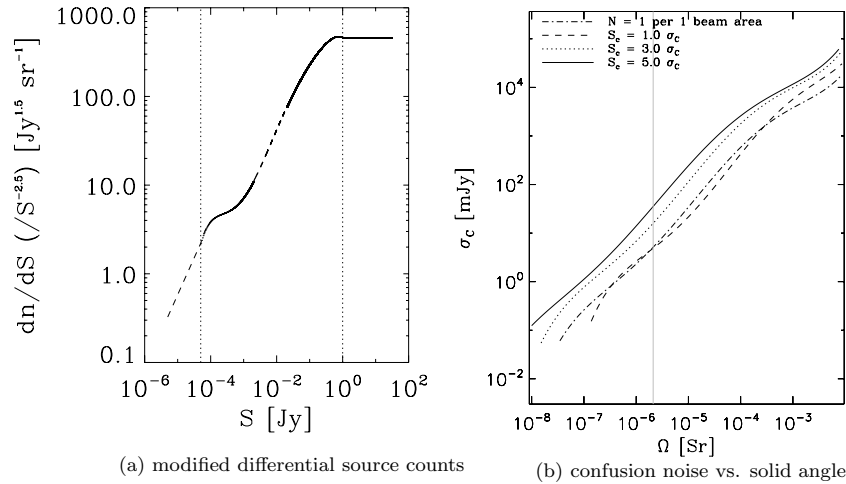 1000.0
100.0
10.0
1.0
0.1
dn/dS (/S^-2.5) [Jy^1.5 sr^-1]
10^-6 10^-4 10^-2 10^0 10^2
S [Jy]
(a) modified differential source counts
N = 1 per 1 beam area
S_c = 1.0 σ_c
S_c = 3.0 σ_c
S_c = 5.0 σ_c
10^4
10^2
10^0
10^-2
σ_c [mJy]
10^-8 10^-7 10^-6 10^-5 10^-4 10^-3
Ω [Sr]
(b) confusion noise vs. solid angle